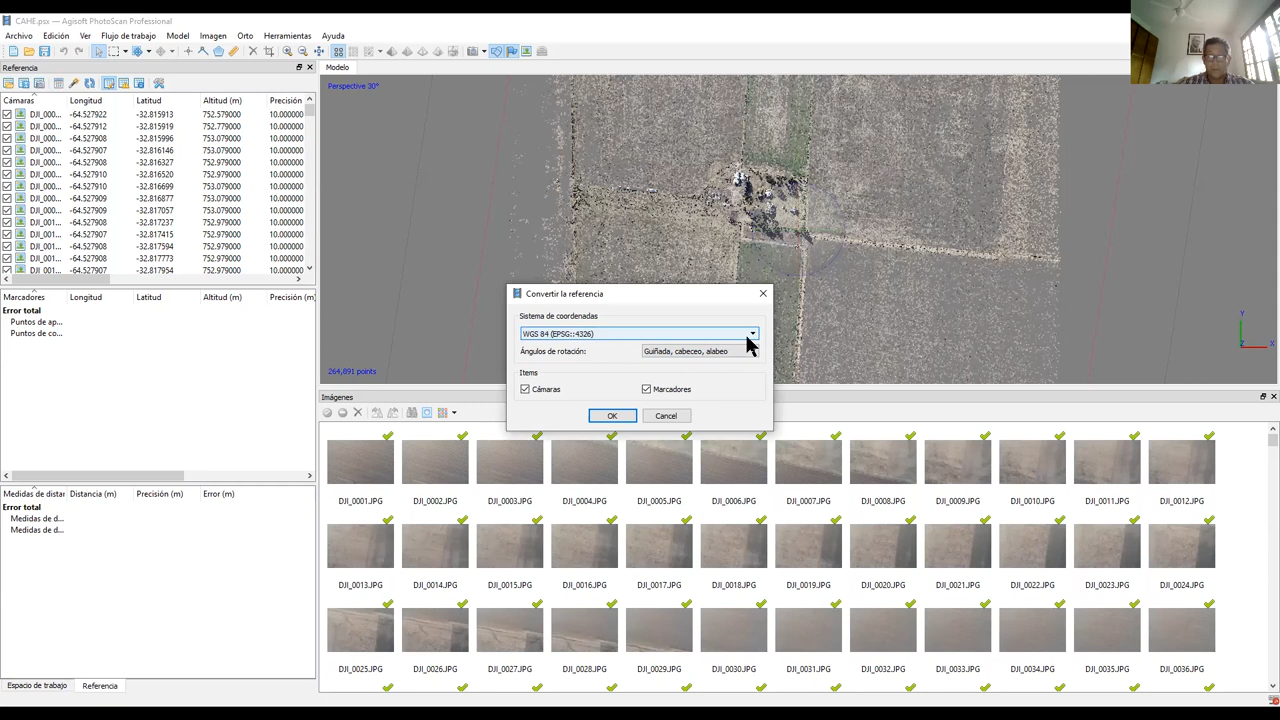 CAHE.psx — Agisoft PhotoScan Professional
Archivo Editar Ver Flujo de trabajo Model Imagen Orto Herramientas Ayuda
Referencia
Cámaras Longitud Latitud Altitud (m) Precisión
DJI_000... -64.527922 -32.815913 752.579000 10.000000
DJI_000... -64.527912 -32.815919 752.779000 10.000000
DJI_000... -64.527908 -32.815996 753.079000 10.000000
DJI_000... -64.527907 -32.816146 753.079000 10.000000
DJI_000... -64.527908 -32.816327 752.979000 10.000000
DJI_000... -64.527910 -32.816520 752.979000 10.000000
DJI_000... -64.527910 -32.816699 753.079000 10.000000
DJI_000... -64.527909 -32.816877 753.079000 10.000000
DJI_000... -64.527909 -32.817057 753.079000 10.000000
DJI_001... -64.527908 -32.817237 752.979000 10.000000
DJI_001... -64.527907 -32.817415 752.979000 10.000000
DJI_001... -64.527908 -32.817594 752.979000 10.000000
DJI_001... -64.527908 -32.817773 752.979000 10.000000
DJI_001... -64.527907 -32.817954 752.979000 10.000000
Marcadores Longitud Latitud Altitud (m) Precisión (m)
Error total
Puntos de ap...
Puntos de co...
Medidas de distar Distancia (m) Precisión (m) Error (m)
Error total
Medidas de d...
Medidas de d...
Espacio de trabajo Referencia
Modelo
Perspective 30°
264,891 points
Y
X
Z
Convertir la referencia
Sistema de coordenadas
WGS 84 (EPSG::4326)
Ángulos de rotación: Guiñada, cabeceo, alabeo
Items
Cámaras Marcadores
OK Cancel
Imágenes
DJI_0001.JPG DJI_0002.JPG DJI_0003.JPG DJI_0004.JPG DJI_0005.JPG DJI_0006.JPG DJI_0007.JPG DJI_0008.JPG DJI_0009.JPG DJI_0010.JPG DJI_0011.JPG DJI_0012.JPG
DJI_0013.JPG DJI_0014.JPG DJI_0015.JPG DJI_0016.JPG DJI_0017.JPG DJI_0018.JPG DJI_0019.JPG DJI_0020.JPG DJI_0021.JPG DJI_0022.JPG DJI_0023.JPG DJI_0024.JPG
DJI_0025.JPG DJI_0026.JPG DJI_0027.JPG DJI_0028.JPG DJI_0029.JPG DJI_0030.JPG DJI_0031.JPG DJI_0032.JPG DJI_0033.JPG DJI_0034.JPG DJI_0035.JPG DJI_0036.JPG